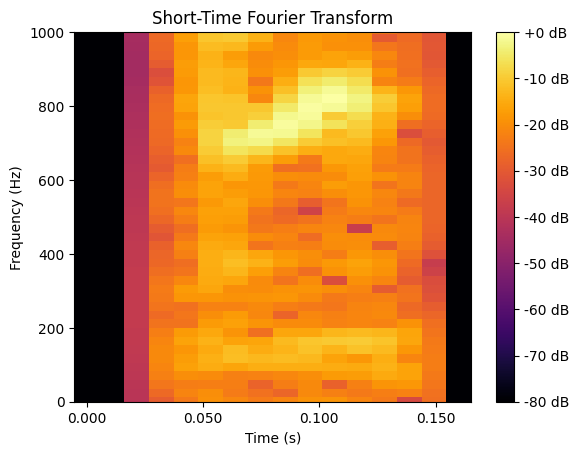 Short-Time Fourier Transform
1000
800
600
400
200
0
Frequency (Hz)
0.000
0.050
0.100
0.150
Time (s)
+0 dB
-10 dB
-20 dB
-30 dB
-40 dB
-50 dB
-60 dB
-70 dB
-80 dB